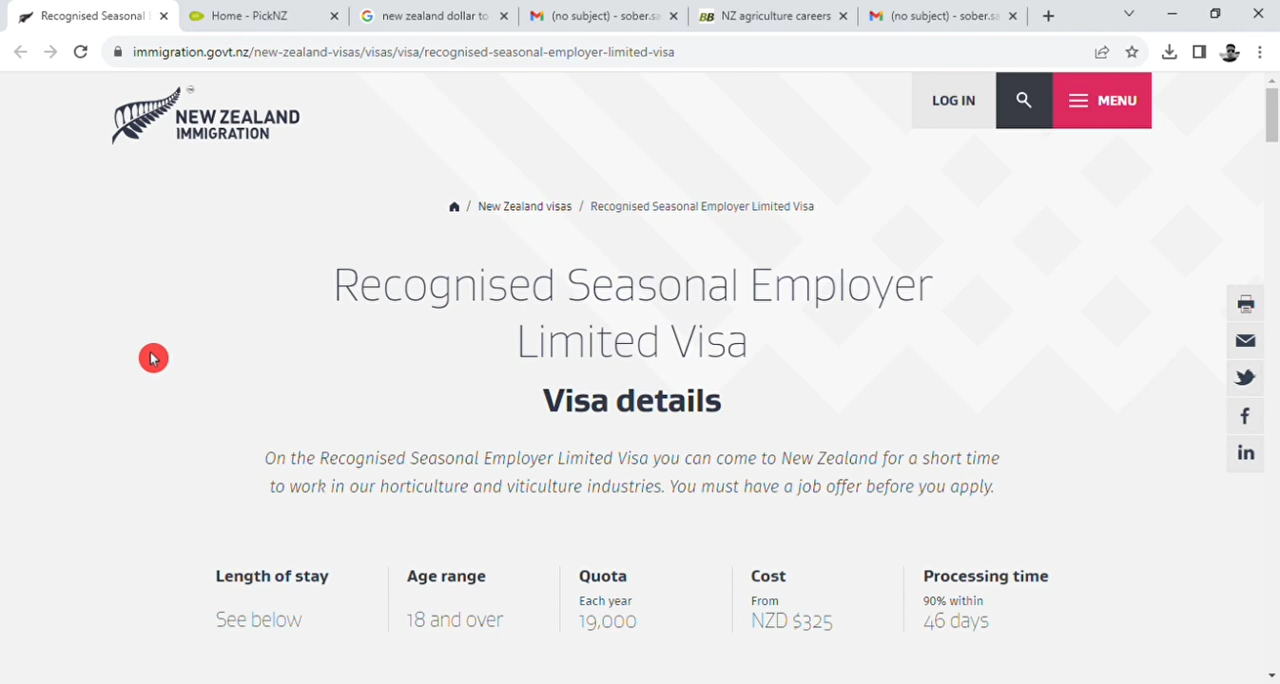 Recognised Seasonal
Home - PickNZ
new zealand dollar to
(no subject) - sober.sa
NZ agriculture careers
(no subject) - sober.sa
immigration.govt.nz/new-zealand-visas/visas/visa/recognised-seasonal-employer-limited-visa
NEW ZEALAND
IMMIGRATION
LOG IN
MENU
/ New Zealand visas / Recognised Seasonal Employer Limited Visa
Recognised Seasonal Employer
Limited Visa
Visa details
On the Recognised Seasonal Employer Limited Visa you can come to New Zealand for a short time
to work in our horticulture and viticulture industries. You must have a job offer before you apply.
Length of stay
See below
Age range
18 and over
Quota
Each year
19,000
Cost
From
NZD $325
Processing time
90% within
46 days